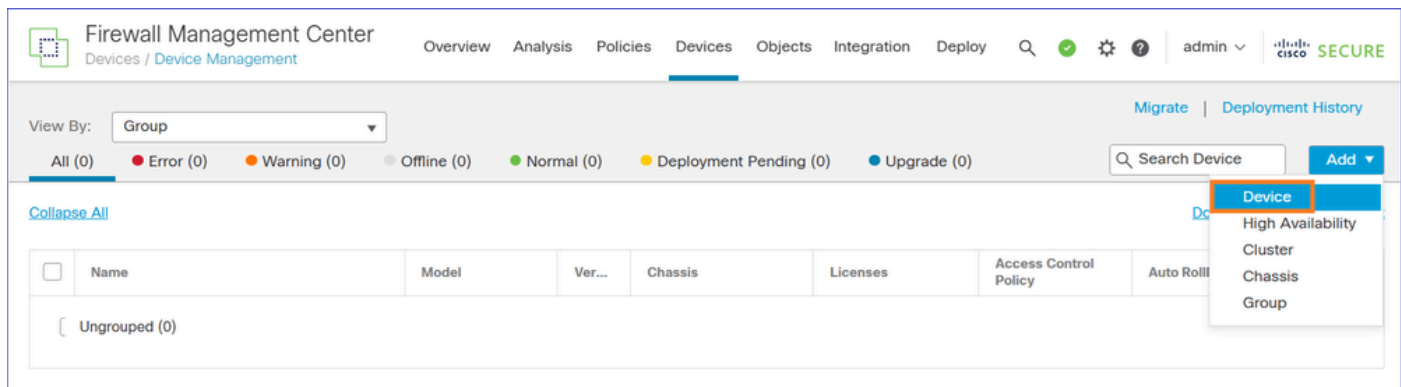 Firewall Management Center
Devices / Device Management
Overview Analysis Policies Devices Objects Integration Deploy admin cisco SECURE
Migrate | Deployment History
View By: Group
All (0) Error (0) Warning (0) Offline (0) Normal (0) Deployment Pending (0) Upgrade (0) Search Device Add
Device
High Availability
Cluster
Chassis
Group
Collapse All
Name Model Ver... Chassis Licenses Access Control Policy Auto
Ungrouped (0)